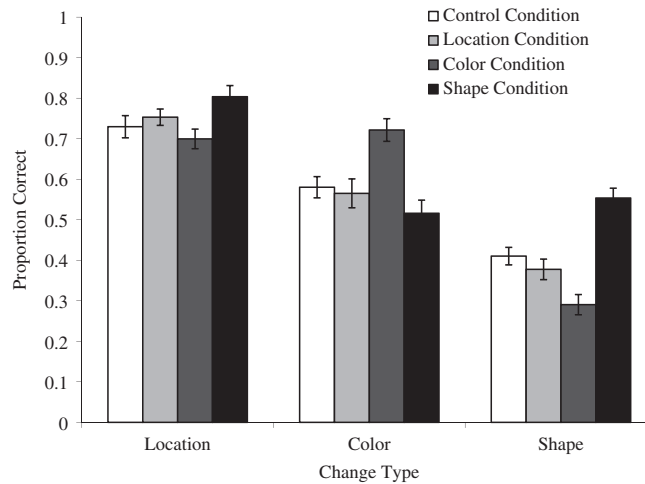 1
0.9
0.8
0.7
0.6
0.5
0.4
0.3
0.2
0.1
0
Proportion Correct
Control Condition
Location Condition
Color Condition
Shape Condition
Location
Color
Shape
Change Type